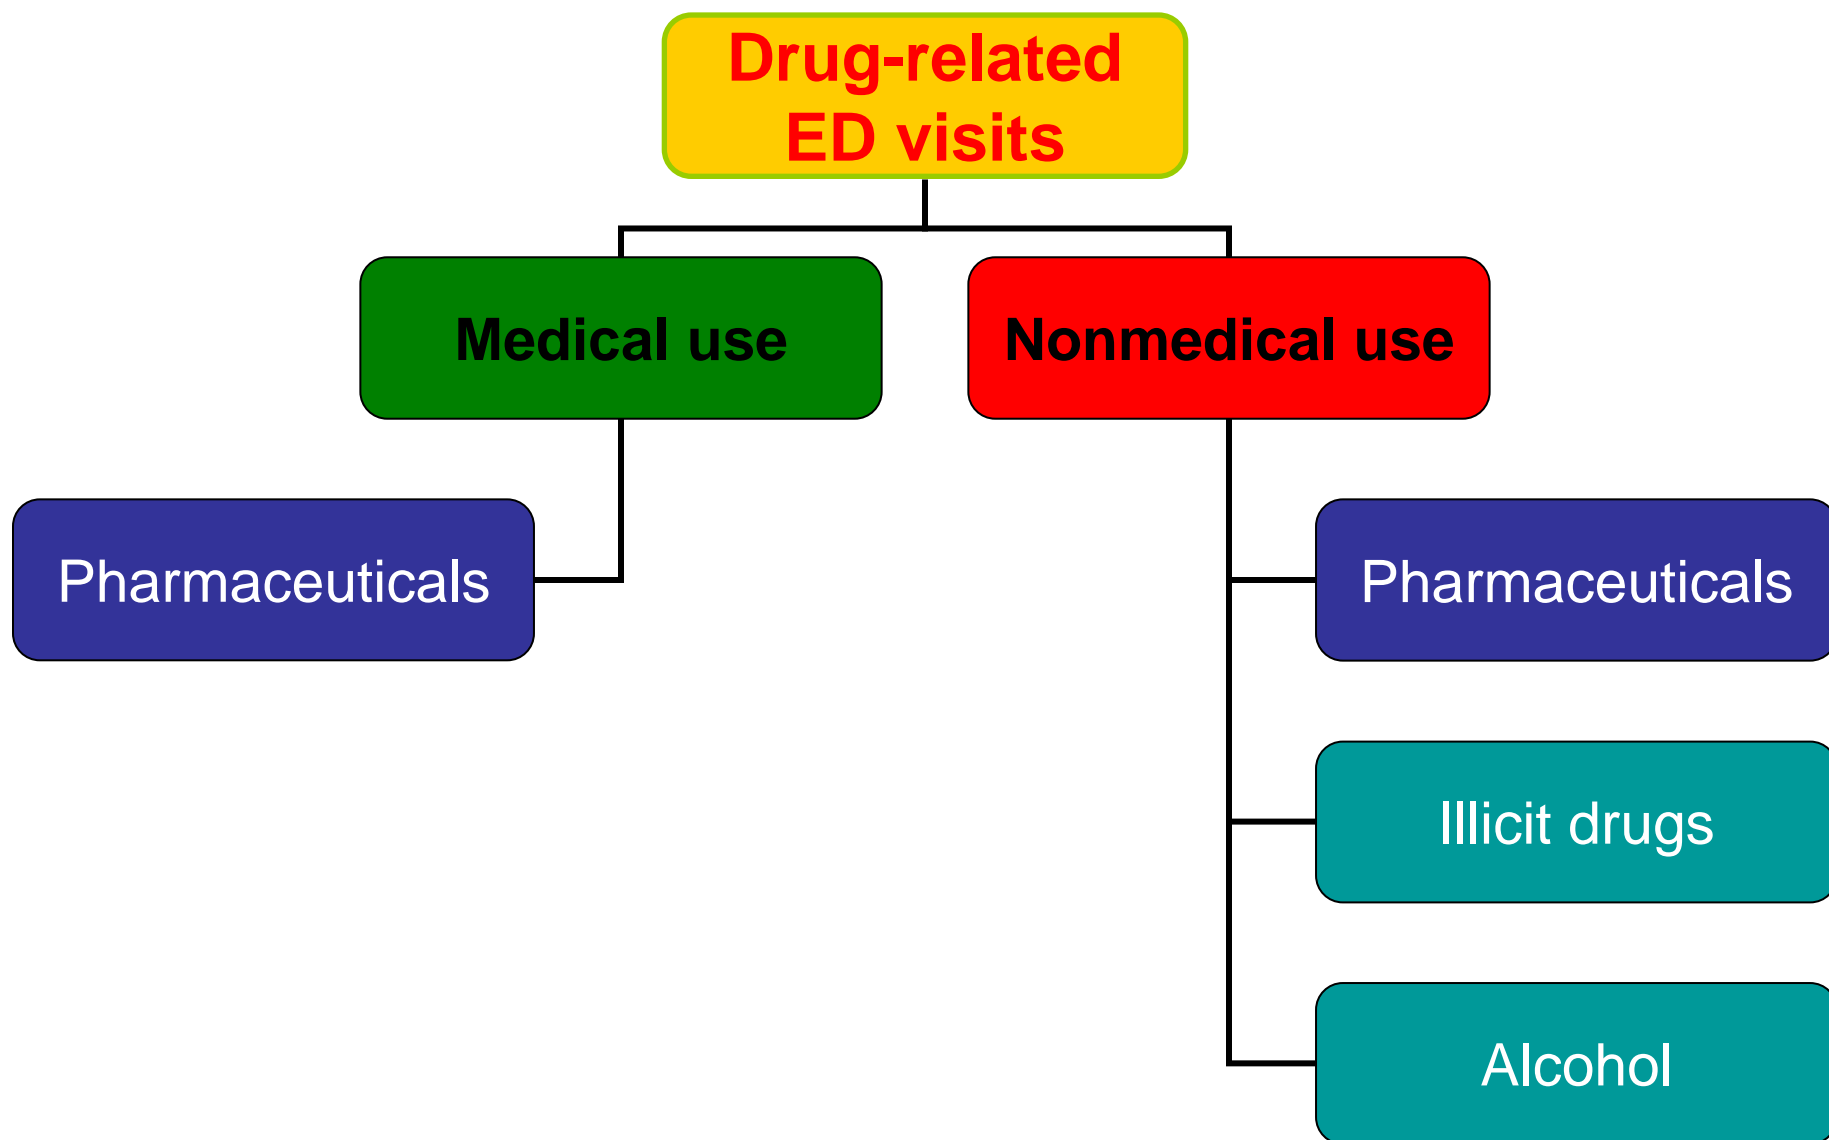 Drug-related
ED visits
Medical use
Nonmedical use
Pharmaceuticals
Pharmaceuticals
Illicit drugs
Alcohol